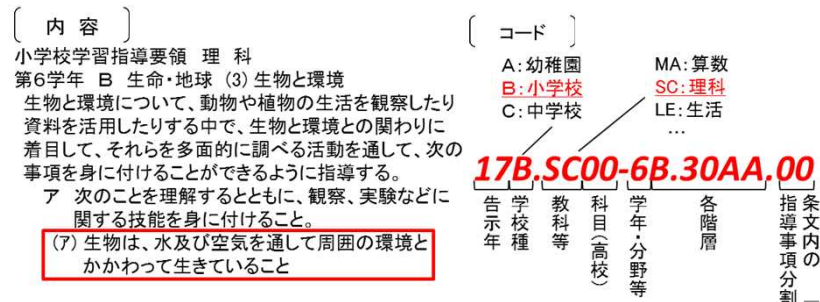 〔 内 容 〕
小学校学習指導要領 理 科
第6学年 B 生命・地球 (3) 生物と環境
生物と環境について、動物や植物の生活を観察したり
資料を活用したりする中で、生物と環境との関わりに
着目して、それらを多面的に調べる活動を通して、次の
事項を身に付けることができるように指導する。
ア 次のことを理解するとともに、観察、実験などに
関する技能を身に付けること。
(ア) 生物は、水及び空気を通して周囲の環境と
かかわって生きていること
〔 コード 〕
A:幼稚園
B:小学校
C:中学校
MA:算数
SC:理科
LE:生活
…
17B.SC00-6B.30AA.00
告示年
学校種
教科等
科目(高校)
学年・分野等
各階層
条文内の
指導事項分割